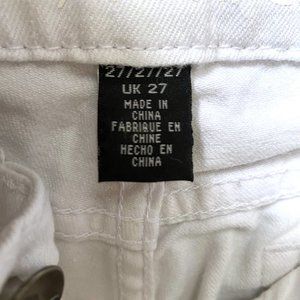 27/27/27
UK 27
MADE IN
CHINA
FABRIQUE EN
CHINE
HECHO EN
CHINA